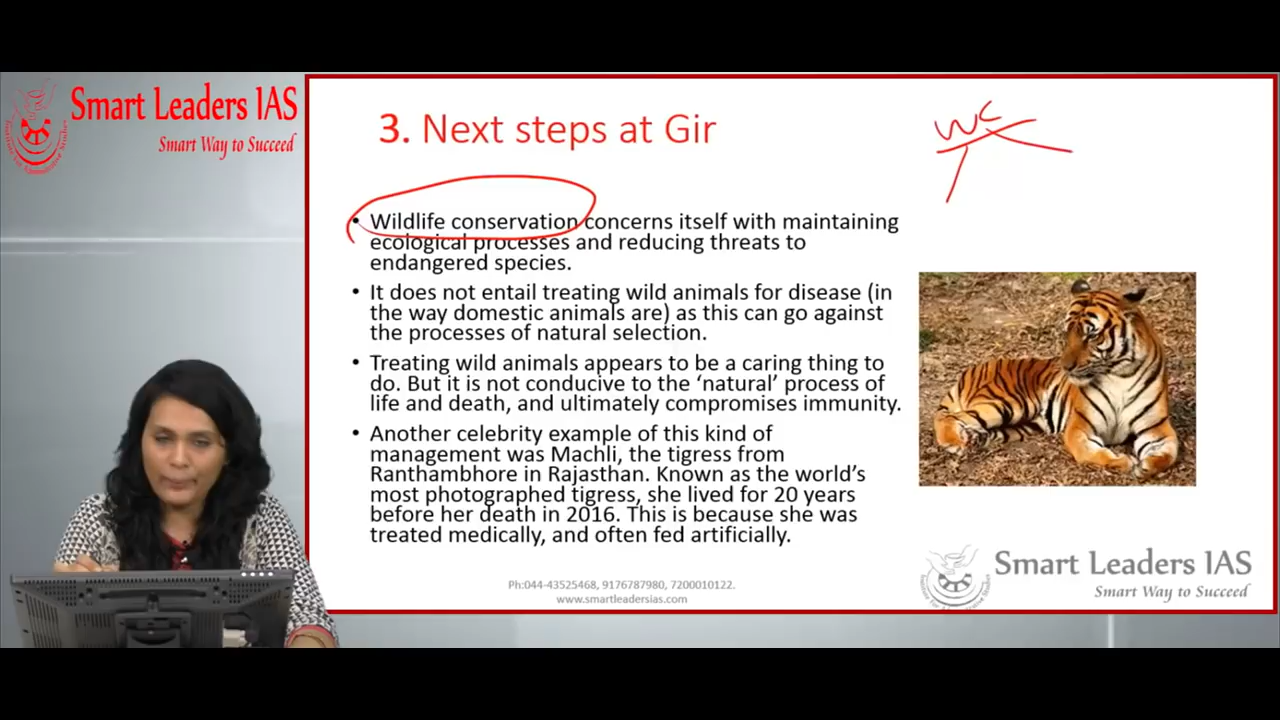 Smart Leaders IAS
Smart Way to Succeed
3. Next steps at Gir
WC
• Wildlife conservation concerns itself with maintaining
ecological processes and reducing threats to
endangered species.
• It does not entail treating wild animals for disease (in
the way domestic animals are) as this can go against
the processes of natural selection.
• Treating wild animals appears to be a caring thing to
do. But it is not conducive to the ‘natural’ process of
life and death, and ultimately compromises immunity.
• Another celebrity example of this kind of
management was Machli, the tigress from
Ranthambhore in Rajasthan. Known as the world’s
most photographed tigress, she lived for 20 years
before her death in 2016. This is because she was
treated medically, and often fed artificially.
Ph:044-43525468, 9176787980, 7200010122.
www.smartleadersias.com
Smart Leaders IAS
Smart Way to Succeed